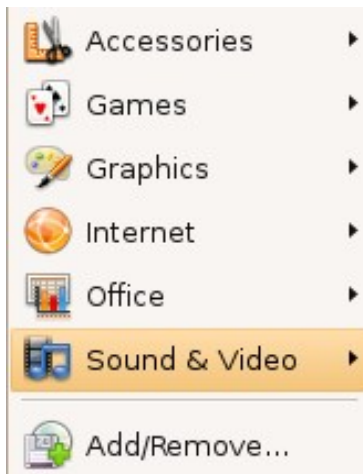 Accessories
Games
Graphics
Internet
Office
Sound & Video
Add/Remove...